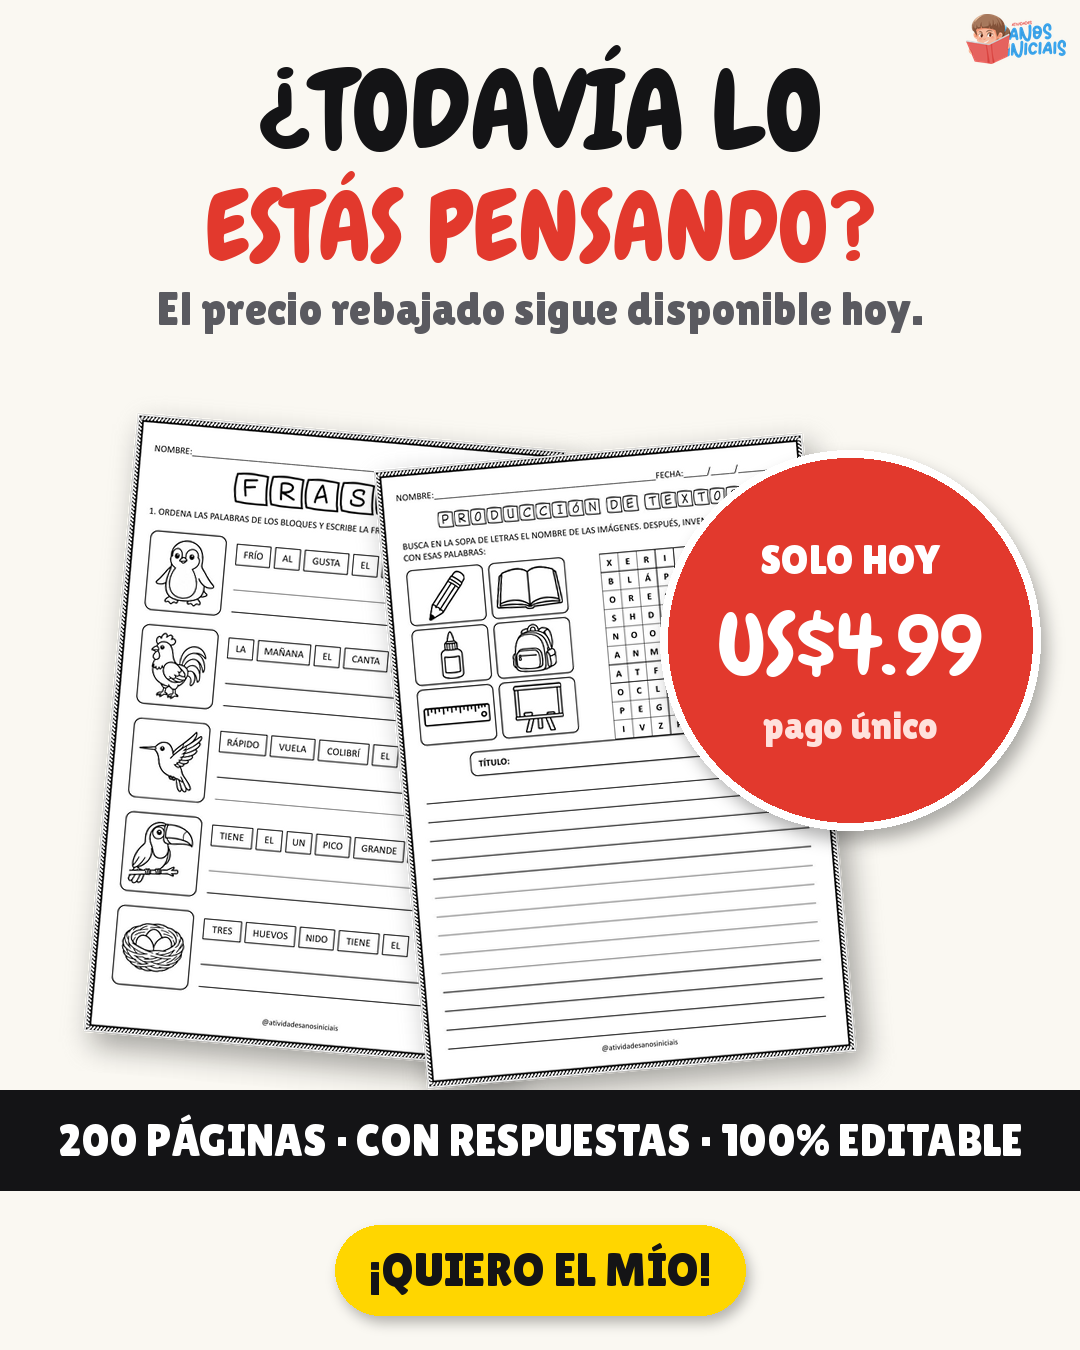 ATIVIDADES
ANOS
INICIAIS
¿TODAVÍA LO
ESTÁS PENSANDO?
El precio rebajado sigue disponible hoy.
NOMBRE:
FRAS
1. ORDENA LAS PALABRAS DE LOS BLOQUES Y ESCRIBE LA
FRÍO AL GUSTA EL
LA MAÑANA EL CANTA
RÁPIDO VUELA COLIBRÍ EL
TIENE EL UN PICO GRANDE
TRES HUEVOS NIDO TIENE EL
@atividadesanosiniciais
NOMBRE: FECHA: / /
PRODUCCIÓN DE TEXTOS
BUSCA EN LA SOPA DE LETRAS EL NOMBRE DE LAS IMÁGENES. DESPUÉS,
CON ESAS PALABRAS:
X E R I
B L Á P
O R E
S H D
N O O
A N M
A T F
O C L
P E G
I V Z
TÍTULO:
@atividadesanosiniciais
SOLO HOY
US$4.99
pago único
200 PÁGINAS · CON RESPUESTAS · 100% EDITABLE
¡QUIERO EL MÍO!